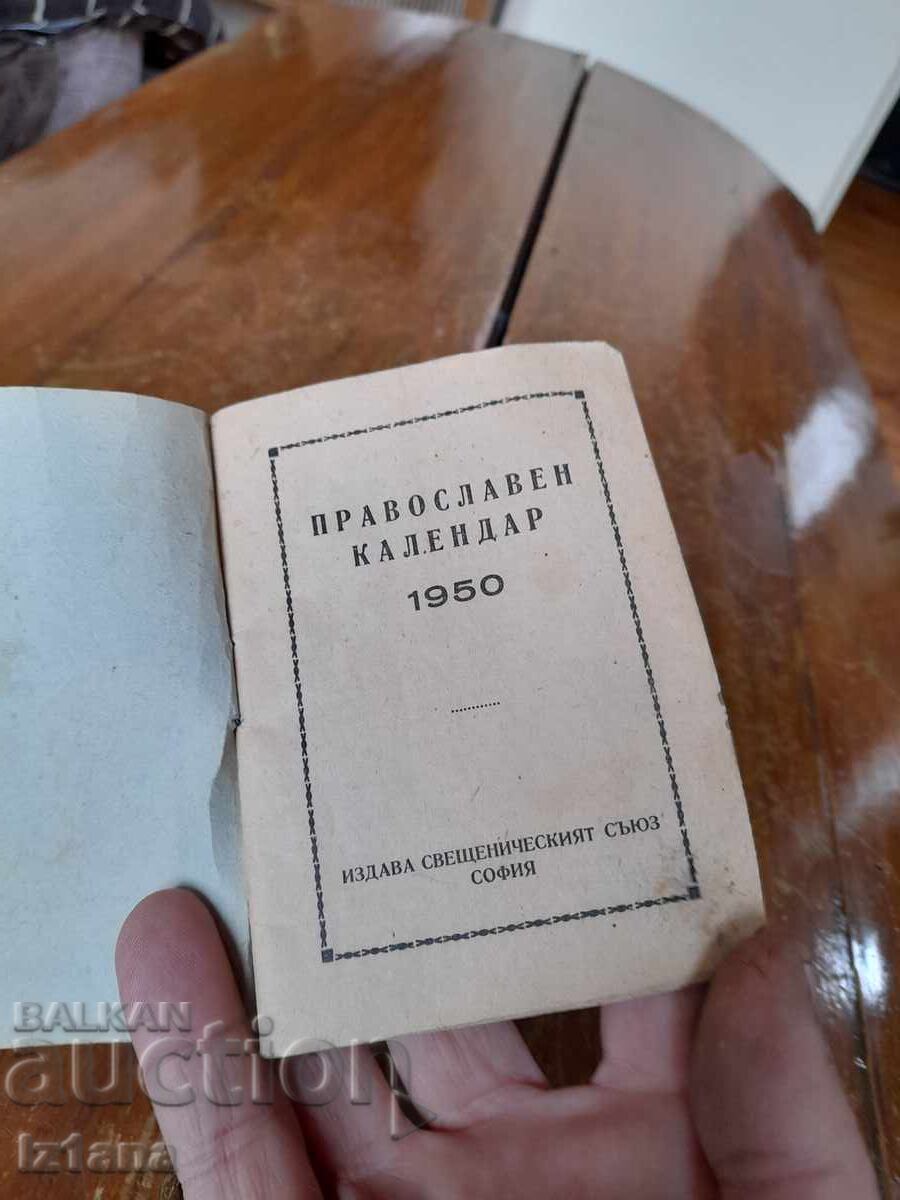 ПРАВОСЛАВЕН
КАЛЕНДАР
1950
ИЗДАВА СВЕЩЕНИЧЕСКИЯТ СЪЮЗ
СОФИЯ
BALKAN
auction
Iz1ana